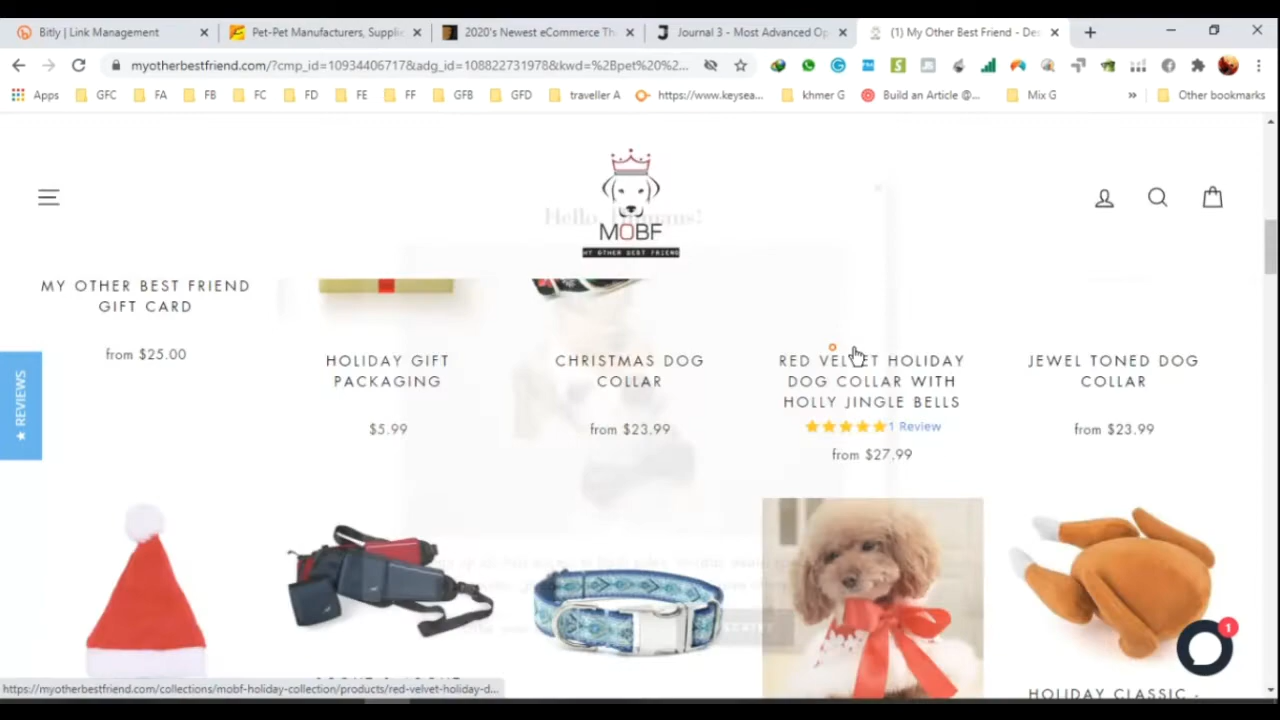 Bitly | Link Management
Pet-Pet Manufacturers, Supplie
2020's Newest eCommerce Th
Journal 3 - Most Advanced Op
(1) My Other Best Friend - De
myotherbestfriend.com/?cmp_id=10934406717&adg_id=108822731978&kwd=%2Bpet%20%2...
Apps
GFC
FA
FB
FC
FD
FE
FF
GFB
GFD
traveller A
https://www.keysea...
khmer G
Build an Article @...
Mix G
»
Other bookmarks
Hello, Humans!
MOBF
MY OTHER BEST FRIEND
MY OTHER BEST FRIEND
GIFT CARD
from $25.00
HOLIDAY GIFT
PACKAGING
$5.99
CHRISTMAS DOG
COLLAR
from $23.99
RED VELVET HOLIDAY
DOG COLLAR WITH
HOLLY JINGLE BELLS
1 Review
from $27.99
JEWEL TONED DOG
COLLAR
from $23.99
★ REVIEWS
1
HOLIDAY CLASSIC -
https://myotherbestfriend.com/collections/mobf-holiday-collection/products/red-velvet-holiday-d...